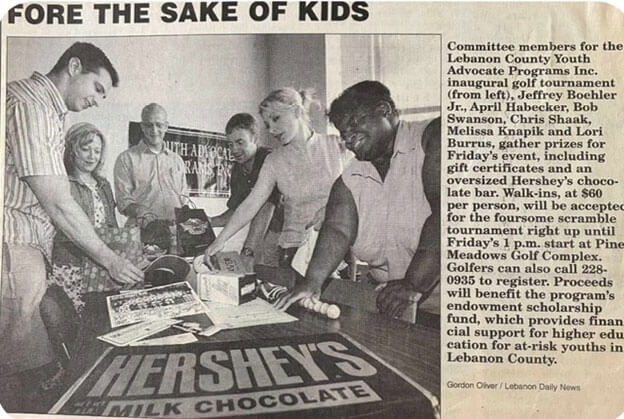 FORE THE SAKE OF KIDS
Committee members for the
Lebanon County Youth
Advocate Programs Inc.
inaugural golf tournament
(from left), Jeffrey Boehler
Jr., April Habecker, Bob
Swanson, Chris Shaak,
Melissa Knapik and Lori
Burrus, gather prizes for
Friday's event, including
gift certificates and an
oversized Hershey's choco-
late bar. Walk-ins, at $60
per person, will be accepted
for the foursome scramble
tournament right up until
Friday's 1 p.m. start at Pine
Meadows Golf Complex.
Golfers can also call 228-
0935 to register. Proceeds
will benefit the program's
endowment scholarship
fund, which provides finan
cial support for higher edu
cation for at-risk youths in
Lebanon County.
Gordon Oliver / Lebanon Daily News
UTH ADVOCA
RAMS INC
HERSHEY'S
MILK CHOCOLATE